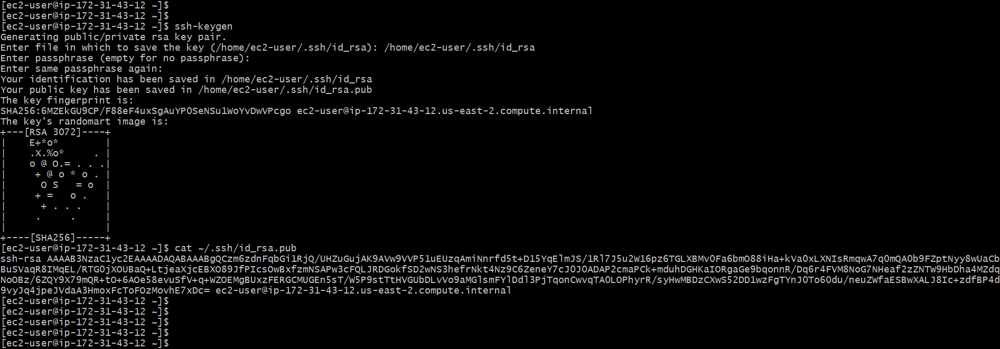 [ec2-user@ip-172-31-43-12 ~]$
[ec2-user@ip-172-31-43-12 ~]$
[ec2-user@ip-172-31-43-12 ~]$ ssh-keygen
Generating public/private rsa key pair.
Enter file in which to save the key (/home/ec2-user/.ssh/id_rsa): /home/ec2-user/.ssh/id_rsa
Enter passphrase (empty for no passphrase):
Enter same passphrase again:
Your identification has been saved in /home/ec2-user/.ssh/id_rsa
Your public key has been saved in /home/ec2-user/.ssh/id_rsa.pub
The key fingerprint is:
SHA256:6MZEkGU9CP/F88eF4uxSgAuYP0SeNSu1WoYvDwVPcgo ec2-user@ip-172-31-43-12.us-east-2.compute.internal
The key's randomart image is:
+---[RSA 3072]----+
|    E+*o*        |
|    .X.%o*     . |
|    o @ O.= . . .|
|     + @ o * o . |
|      O S   = o  |
|     + =   o .   |
|      + . . .    |
|     .     .     |
|                 |
+----[SHA256]-----+
[ec2-user@ip-172-31-43-12 ~]$ cat ~/.ssh/id_rsa.pub
ssh-rsa AAAAB3NzaC1yc2EAAAADAQABAAABgQCzm6zdnFqbGi1RjQ/UHZuGujAK9AVw9VVP51uEUzqAmiNnrfd5t+D15YqElmJS/1Rl7J5u2W16pz6TGLXBMv0Fa6bmO88iHa+kVa0xLXNIsRmqwA7q0mQA0b9FZptNyy8wUaCb
BuSVaqR8IMqEL/RTG0jXOUBaQ+LtjeaXjcEBXO89JfPIcsOwBxfzmNSAPw3cFQLJRDGokfSD2wNS3hefrNkt4Nz9C6ZeneY7cJ0J0ADAP2cmaPCk+mduhDGHKaIORgaGe9bqonnR/Dq6r4FVM8NoG7NHeaf2zZNTW9HbDha4MZdq
NoOBz/6ZQY9X79mQR+tO+6AOe58evuSfV+q+WZOEMgBUxzFERGCMUGEn5sT/W5P9stTtHVGUbDLvVo9aMGlsmFYlDdl3PjTqonCwvqTA0LOPhyrR/syHwMBDzCXwS52DD1wzFgTYnJ0To6Odu/neuZWfaESBwXALJ8Ic+zdfBP4d
9vyJq4jpeJVdaA3HmoxFcToFOzMovhE7xDc= ec2-user@ip-172-31-43-12.us-east-2.compute.internal
[ec2-user@ip-172-31-43-12 ~]$
[ec2-user@ip-172-31-43-12 ~]$
[ec2-user@ip-172-31-43-12 ~]$
[ec2-user@ip-172-31-43-12 ~]$
[ec2-user@ip-172-31-43-12 ~]$